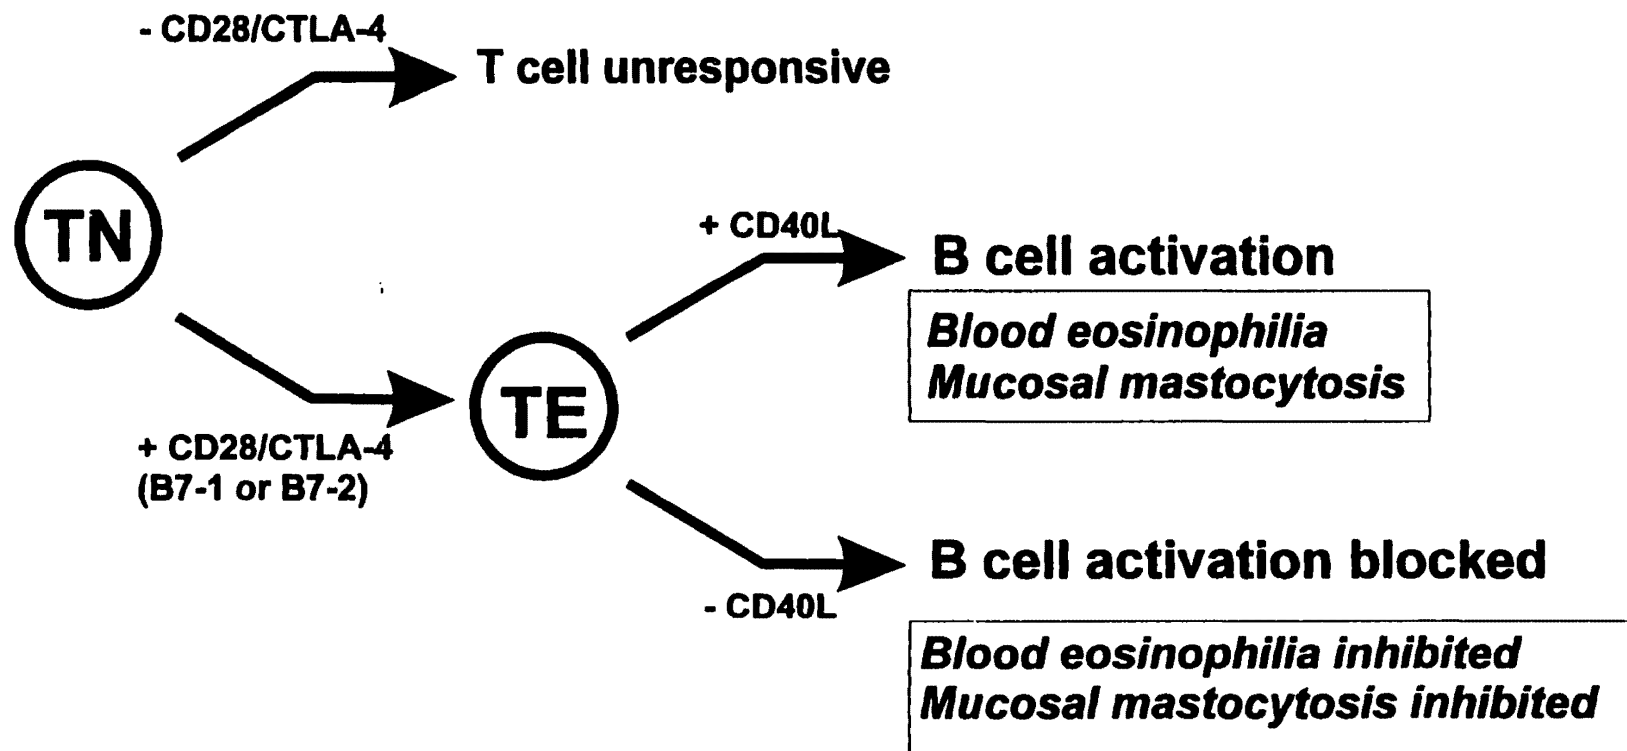 - CD28/CTLA-4
T cell unresponsive
TN
+ CD40L
B cell activation
Blood eosinophilia
Mucosal mastocytosis
TE
+ CD28/CTLA-4
(B7-1 or B7-2)
B cell activation blocked
- CD40L
Blood eosinophilia inhibited
Mucosal mastocytosis inhibited